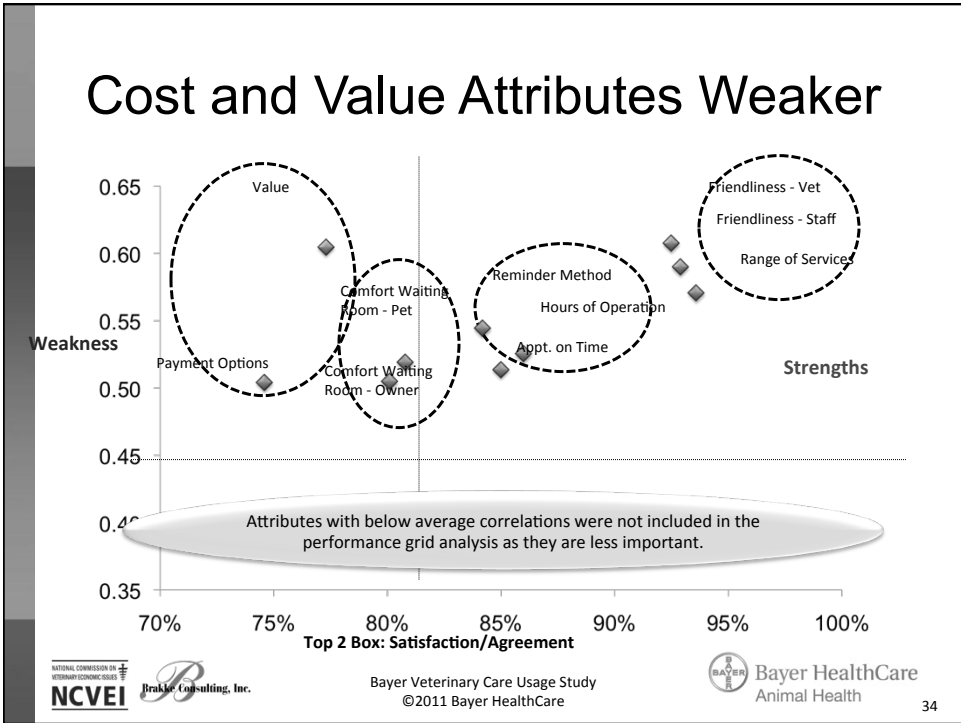 Cost and Value Attributes Weaker
0.65
0.60
0.55
0.50
0.45
0.40
0.35
70%
75%
80%
85%
90%
95%
100%
Value
Payment Options
Comfort Waiting
Room - Pet
Comfort Waiting
Room - Owner
Reminder Method
Hours of Operation
Appt. on Time
Friendliness - Vet
Friendliness - Staff
Range of Services
Weakness
Strengths
Attributes with below average correlations were not included in the
performance grid analysis as they are less important.
Top 2 Box: Satisfaction/Agreement
NATIONAL COMMISSION ON
VETERINARY ECONOMIC ISSUES
NCVEI
Brakke Consulting, Inc.
Bayer Veterinary Care Usage Study
©2011 Bayer HealthCare
BAYER
Bayer HealthCare
Animal Health
34